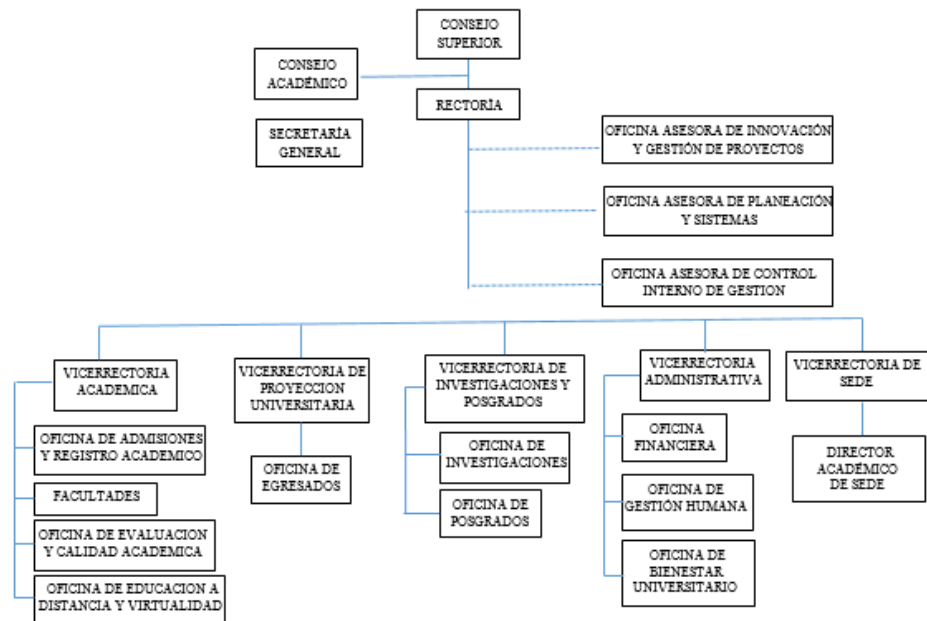 CONSEJO
SUPERIOR
CONSEJO
ACADÉMICO
RECTORÍA
SECRETARÍA
GENERAL
OFICINA ASESORA DE INNOVACIÓN
Y GESTIÓN DE PROYECTOS
OFICINA ASESORA DE PLANEACIÓN
Y SISTEMAS
OFICINA ASESORA DE CONTROL
INTERNO DE GESTION
VICERRECTORIA
ACADEMICA
OFICINA DE ADMISIONES
Y REGISTRO ACADEMICO
FACULTADES
OFICINA DE EVALUACION
Y CALIDAD ACADEMICA
OFICINA DE EDUCACION A
DISTANCIA Y VIRTUALIDAD
VICERRECTORIA DE
PROYECCION
UNIVERSITARIA
OFICINA DE
EGRESADOS
VICERRECTORIA DE
INVESTIGACIONES Y
POSGRADOS
OFICINA DE
INVESTIGACIONES
OFICINA DE
POSGRADOS
VICERRECTORIA
ADMINISTRATIVA
OFICINA
FINANCIERA
OFICINA DE
GESTIÓN HUMANA
OFICINA DE
BIENESTAR
UNIVERSITARIO
VICERRECTORIA DE
SEDE
DIRECTOR
ACADÉMICO
DE SEDE